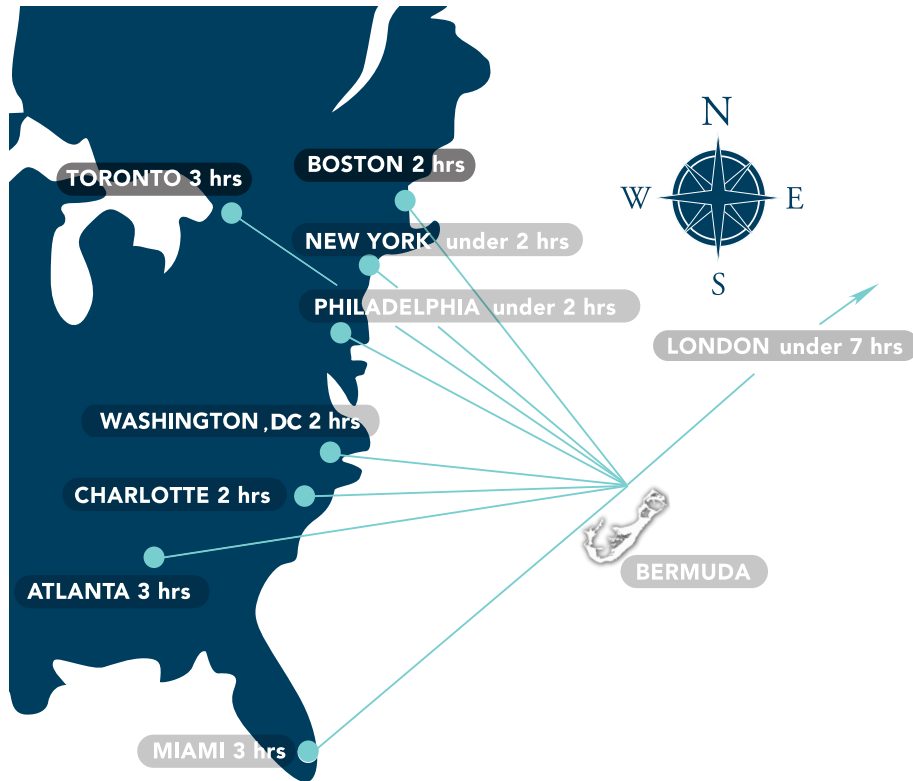 N
W
E
S
BOSTON 2 hrs
TORONTO 3 hrs
NEW YORK under 2 hrs
PHILADELPHIA under 2 hrs
LONDON under 7 hrs
WASHINGTON, DC 2 hrs
CHARLOTTE 2 hrs
BERMUDA
ATLANTA 3 hrs
MIAMI 3 hrs